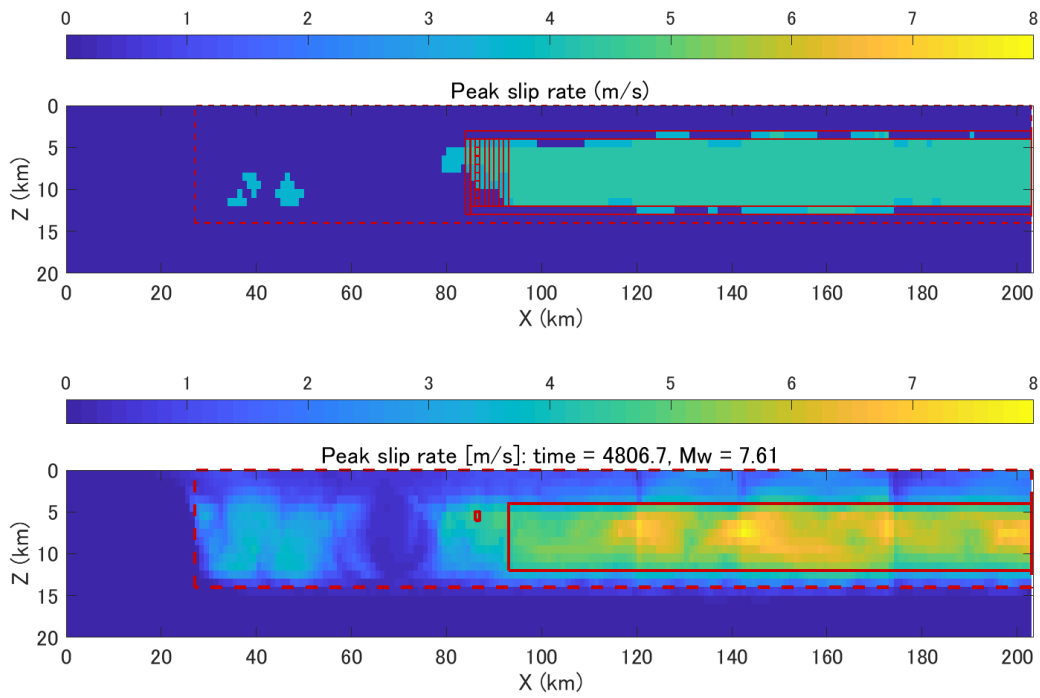 0 1 2 3 4 5 6 7 8
Peak slip rate (m/s)
0
5
10
15
20
Z (km)
0 20 40 60 80 100 120 140 160 180 200
X (km)
0 1 2 3 4 5 6 7 8
Peak slip rate [m/s]: time = 4806.7, Mw = 7.61
0
5
10
15
20
Z (km)
0 20 40 60 80 100 120 140 160 180 200
X (km)